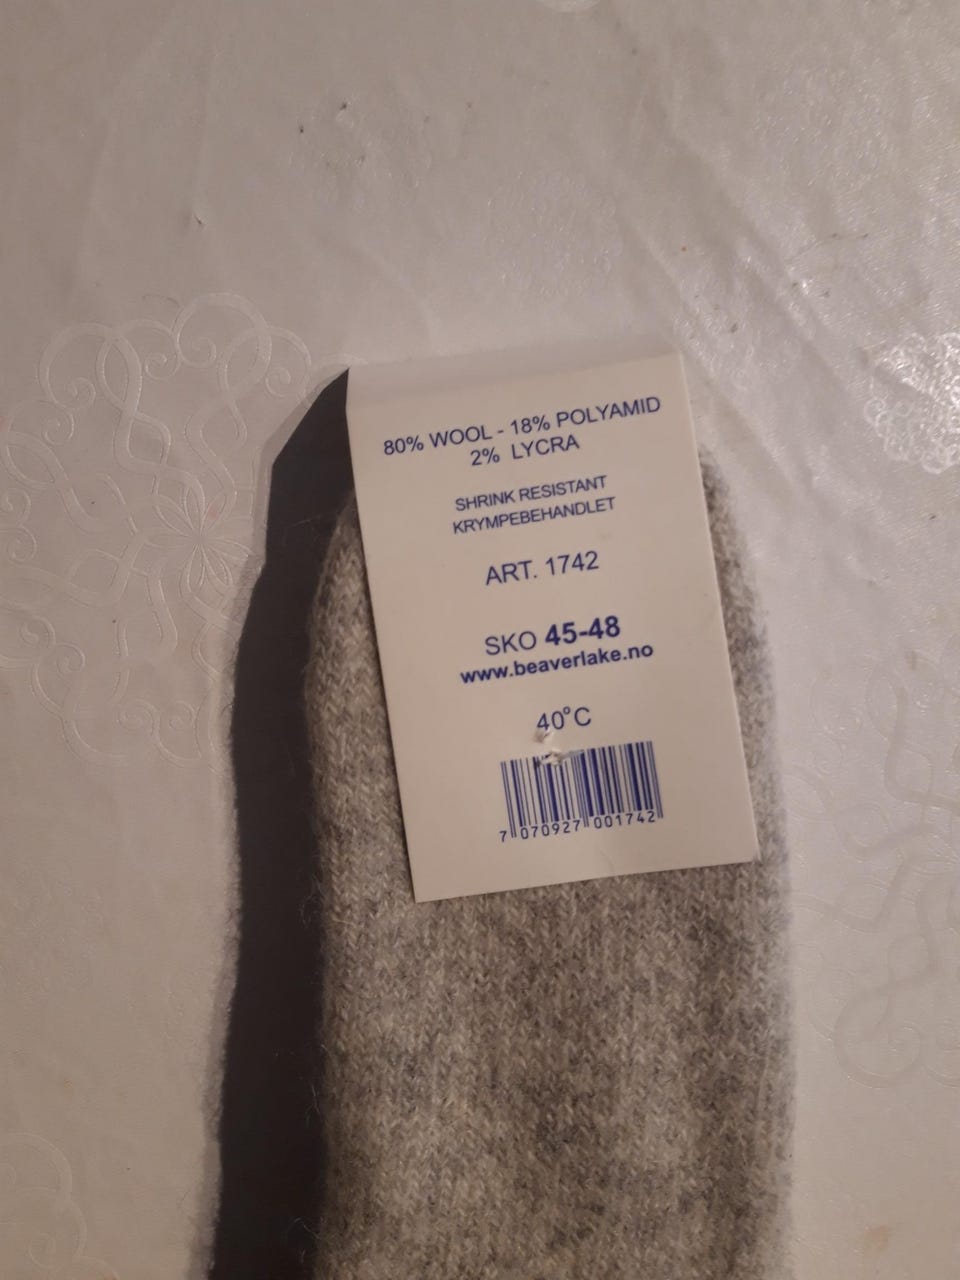 80% WOOL - 18% POLYAMID
2% LYCRA
SHRINK RESISTANT
KRYMPEBEHANDLET
ART. 1742
SKO 45-48
www.beaverlake.no
40°C
7 070927 001742